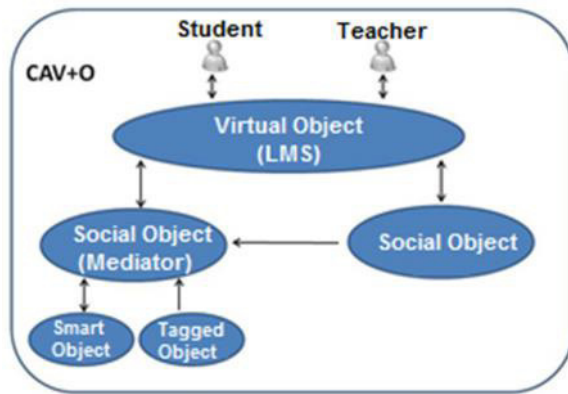 Student
Teacher
CAV+O
Virtual Object
(LMS)
Social Object
(Mediator)
Social Object
Smart
Object
Tagged
Object